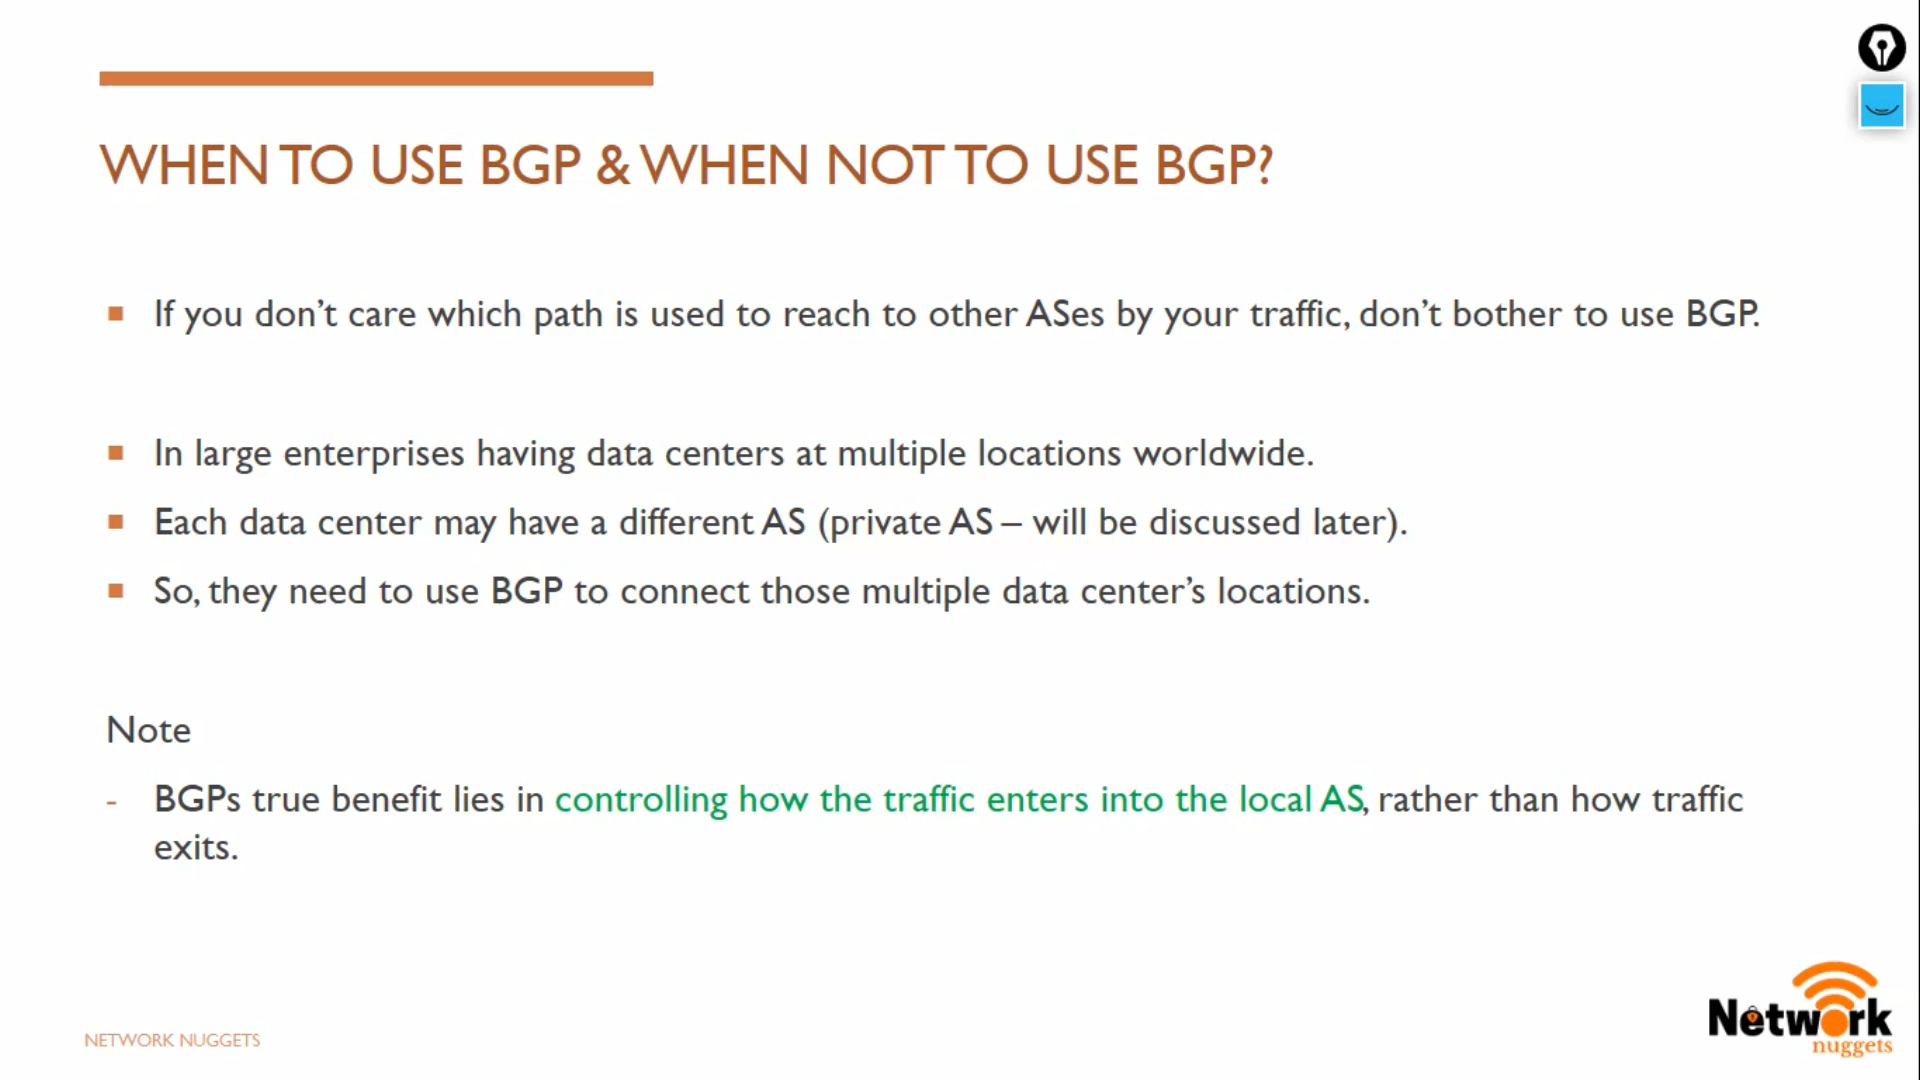 WHEN TO USE BGP & WHEN NOT TO USE BGP?
If you don’t care which path is used to reach to other ASes by your traffic, don’t bother to use BGP.
In large enterprises having data centers at multiple locations worldwide.
Each data center may have a different AS (private AS – will be discussed later).
So, they need to use BGP to connect those multiple data center’s locations.
Note
- BGPs true benefit lies in controlling how the traffic enters into the local AS, rather than how traffic
exits.
NETWORK NUGGETS
Network
nuggets